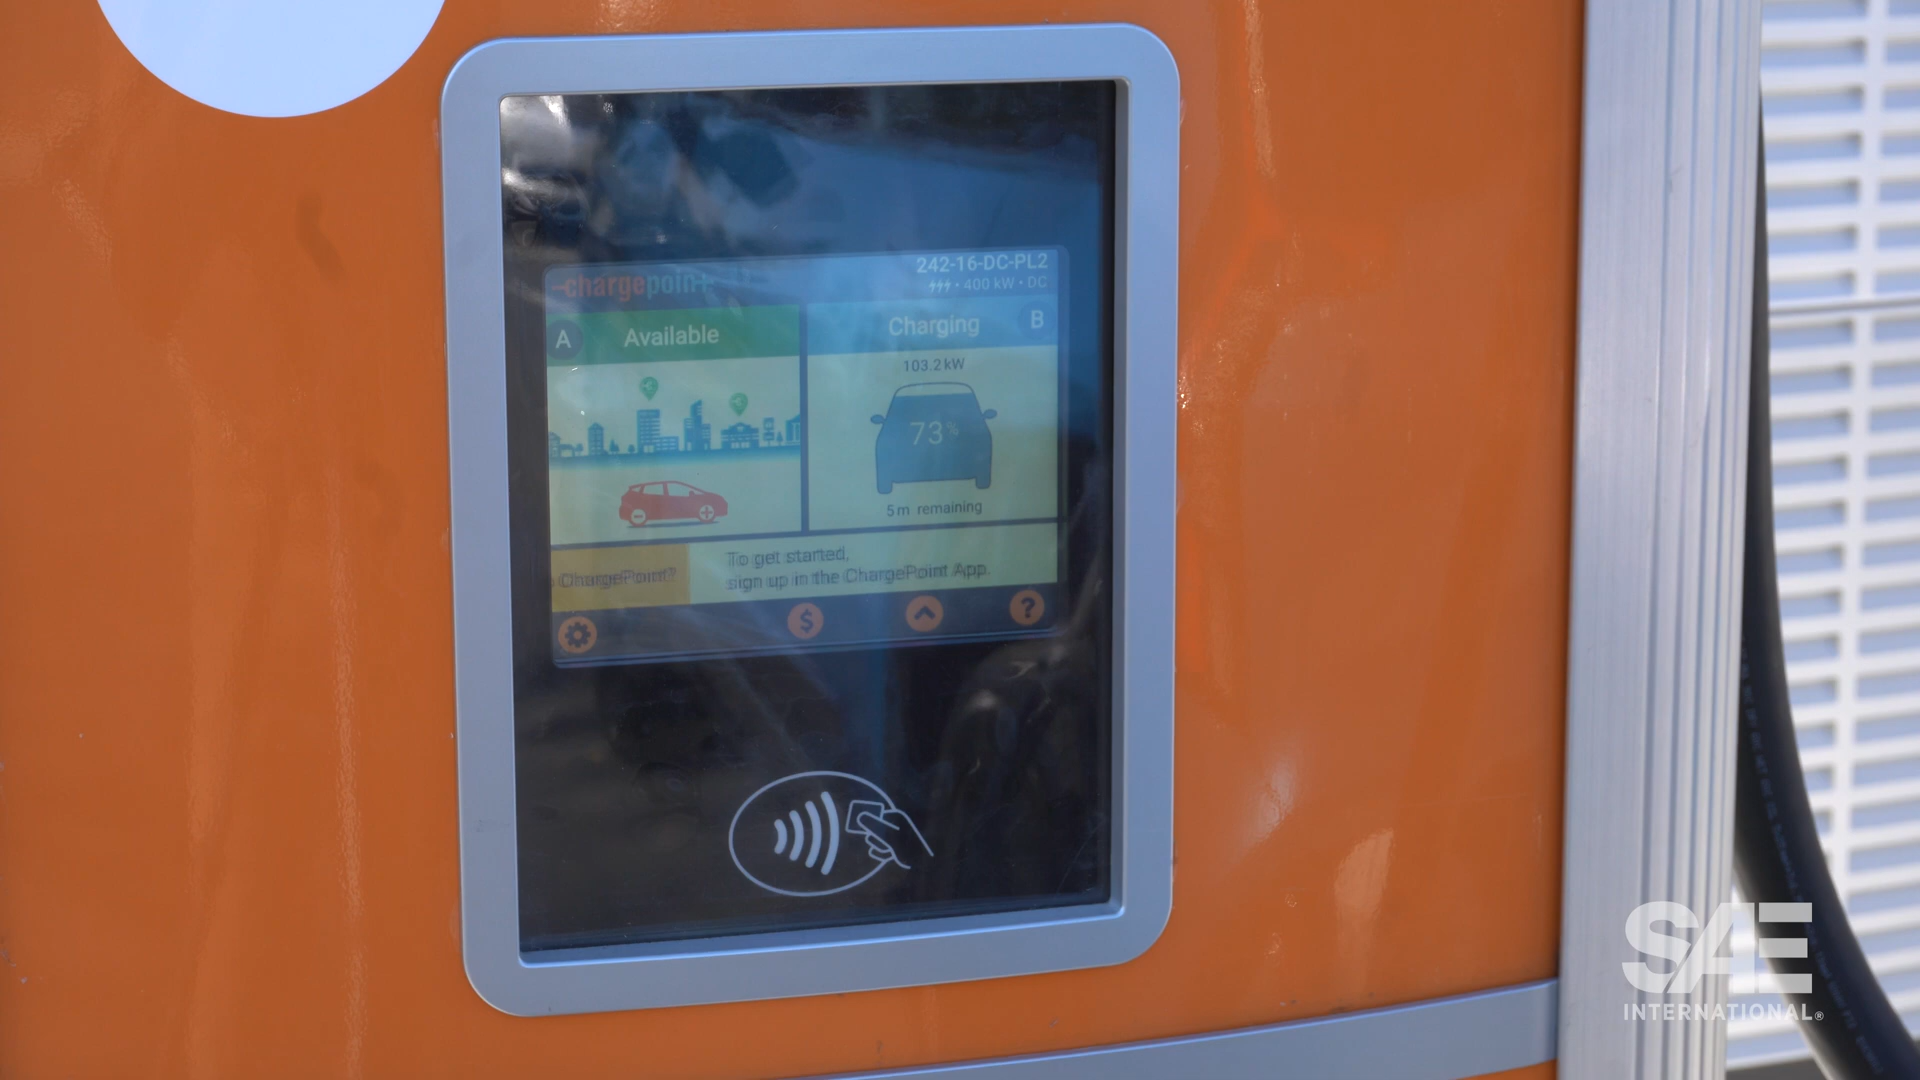 -chargepoin+.
242-16-DC-PL2
400 kW • DC
A
Available
Charging
B
103.2 kW
73%
5m remaining
ChargePoint?
To get started,
sign up in the ChargePoint App.
$
?
SAE
INTERNATIONAL®